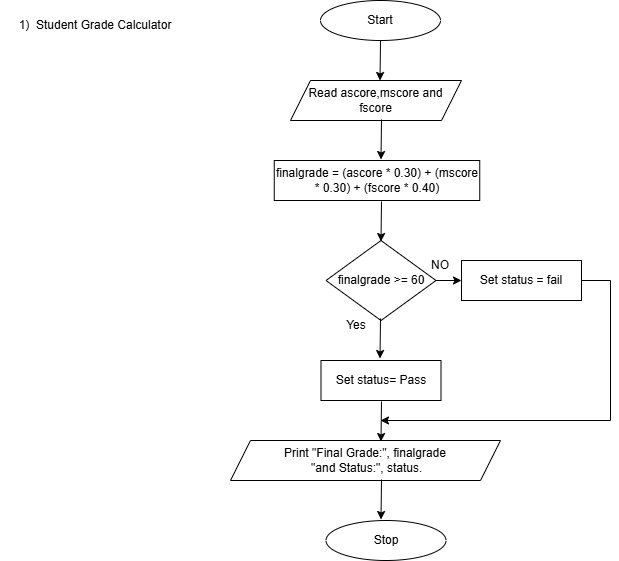 1) Student Grade Calculator
Start
Read ascore,mscore and
fscore
finalgrade = (ascore * 0.30) + (mscore
* 0.30) + (fscore * 0.40)
finalgrade >= 60
NO
Set status = fail
Yes
Set status= Pass
Print "Final Grade:", finalgrade
"and Status:", status.
Stop